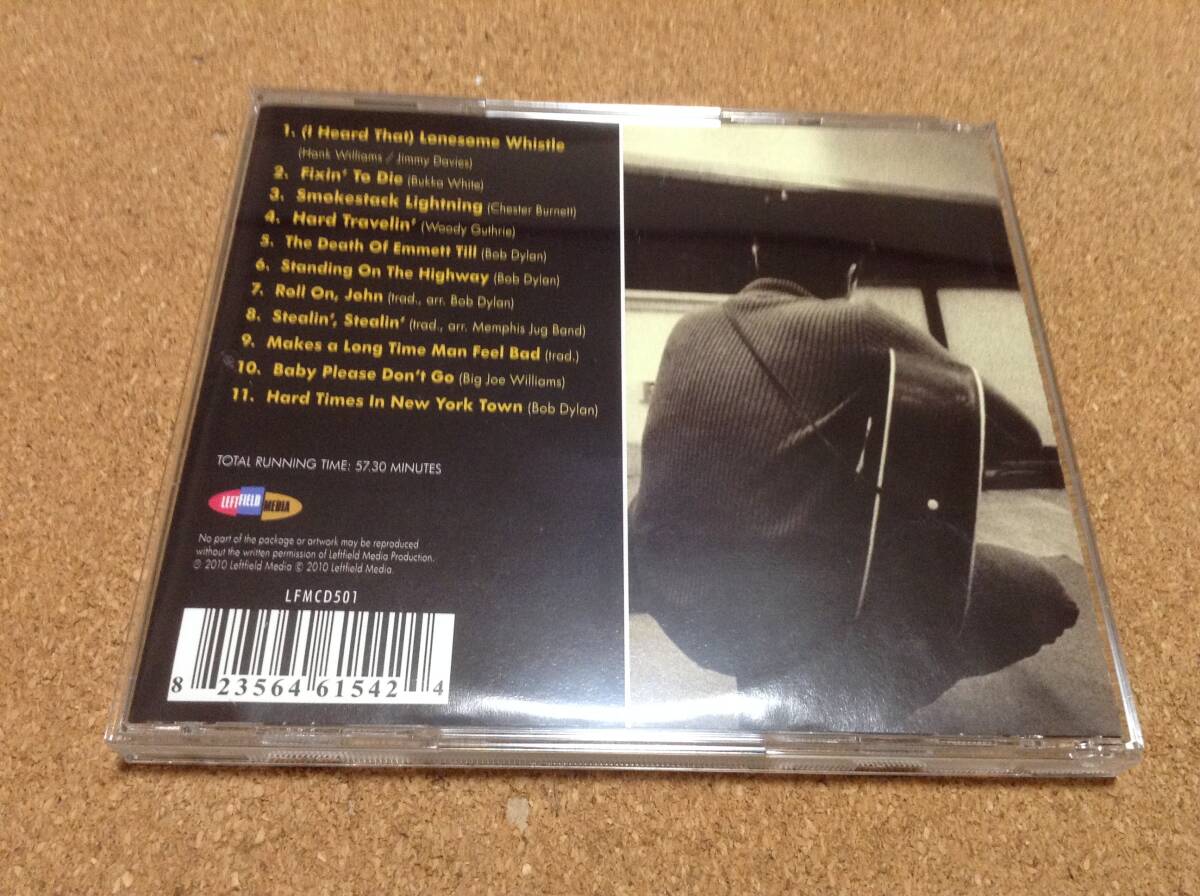 1. (I Heard That) Lonesome Whistle
(Hank Williams / Jimmy Davies)
2. Fixin' To Die (Bukka White)
3. Smokestack Lightning (Chester Burnett)
4. Hard Travelin' (Woody Guthrie)
5. The Death Of Emmett Till (Bob Dylan)
6. Standing On The Highway (Bob Dylan)
7. Roll On, John (trad., arr. Bob Dylan)
8. Stealin', Stealin' (trad., arr. Memphis Jug Band)
9. Makes a Long Time Man Feel Bad (trad.)
10. Baby Please Don't Go (Big Joe Williams)
11. Hard Times In New York Town (Bob Dylan)
TOTAL RUNNING TIME: 57.30 MINUTES
LEFTFIELD MEDIA
No part of the package or artwork may be reproduced
without the written permission of Leftfield Media Production.
℗ 2010 Leftfield Media © 2010 Leftfield Media.
LFMCD501
8 23564 61542 4